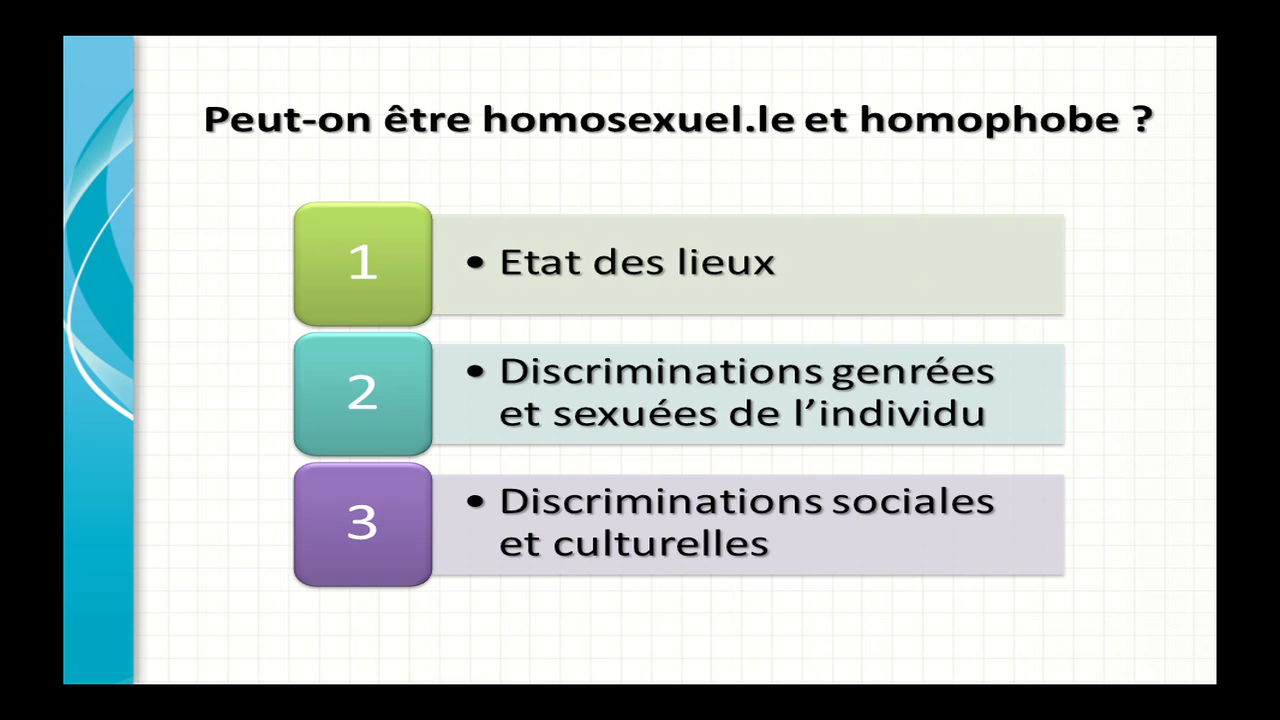 Peut-on être homosexuel.le et homophobe ?
1
• Etat des lieux
2
• Discriminations genrées
et sexuées de l’individu
3
• Discriminations sociales
et culturelles